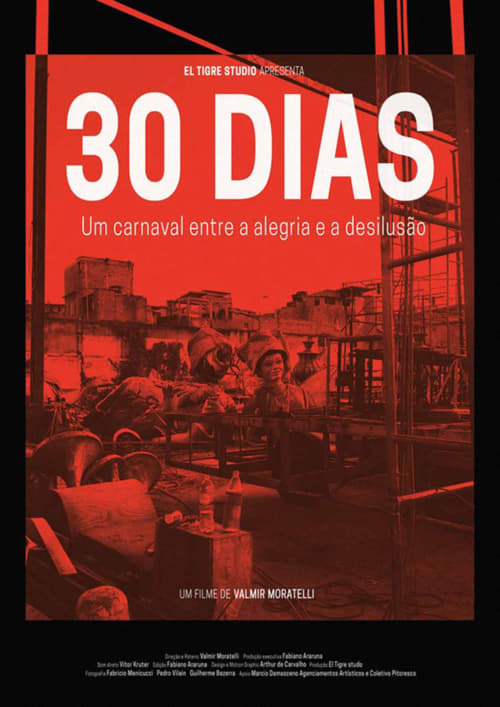 EL TIGRE STUDIO APRESENTA
30 DIAS
Um carnaval entre a alegria e a desilusão
UM FILME DE VALMIR MORATELLI
Direção e Roteiro Valmir Moratelli Produção executiva Fabiano Araruna
Som direto Vitor Kruter Edição Fabiano Araruna Design e Motion Graphic Arthur de Carvalho Produção El Tigre studio
Fotografia Fabricio Menicucci Pedro Vilain Guilherme Bezerra Apoio Marcio Damasceno Agenciamentos Artísticos e Coletivo Pitoresco